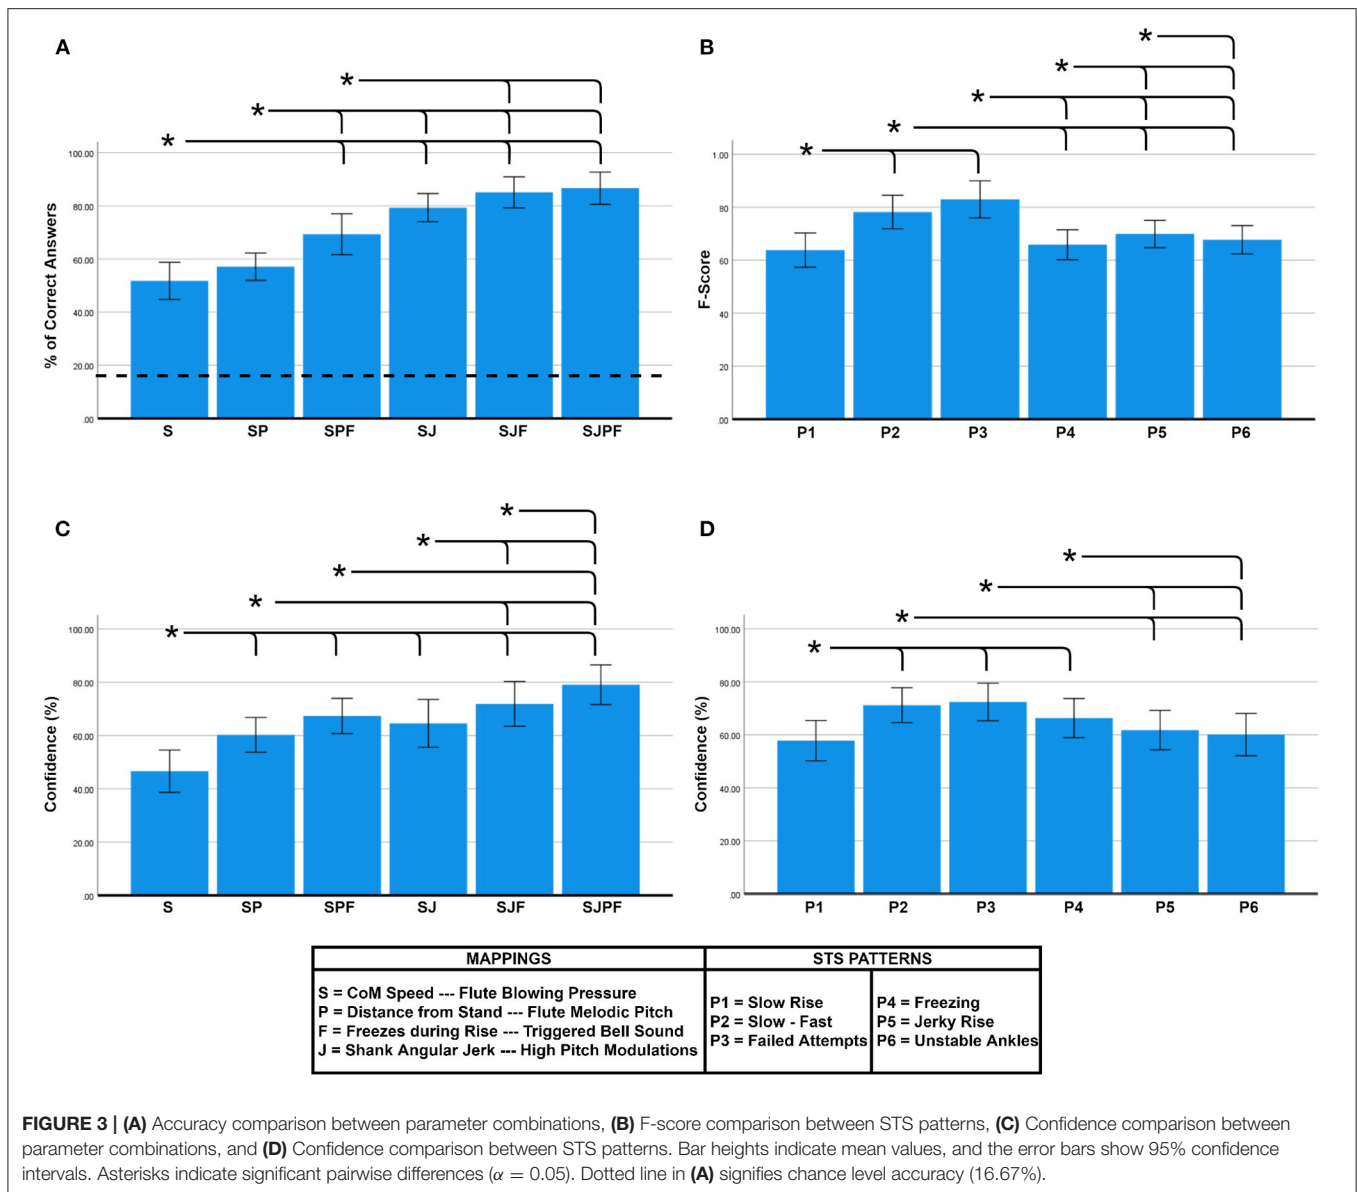 A
*
*
*
100.00
80.00
60.00
40.00
20.00
.00
% of Correct Answers
S SP SPF SJ SJF SJPF
B
*
*
*
*
*
1.00
80
60
40
20
.00
F-Score
P1 P2 P3 P4 P5 P6
C
*
*
*
*
*
100.00
80.00
60.00
40.00
20.00
.00
Confidence (%)
S SP SPF SJ SJF SJPF
D
*
*
*
*
100.00
80.00
60.00
40.00
20.00
.00
Confidence (%)
P1 P2 P3 P4 P5 P6
MAPPINGS
S = CoM Speed --- Flute Blowing Pressure
P = Distance from Stand --- Flute Melodic Pitch
F = Freezes during Rise --- Triggered Bell Sound
J = Shank Angular Jerk --- High Pitch Modulations
STS PATTERNS
P1 = Slow Rise
P2 = Slow - Fast
P3 = Failed Attempts
P4 = Freezing
P5 = Jerky Rise
P6 = Unstable Ankles
FIGURE 3 | (A) Accuracy comparison between parameter combinations, (B) F-score comparison between STS patterns, (C) Confidence comparison between
parameter combinations, and (D) Confidence comparison between STS patterns. Bar heights indicate mean values, and the error bars show 95% confidence
intervals. Asterisks indicate significant pairwise differences (α = 0.05). Dotted line in (A) signifies chance level accuracy (16.67%).